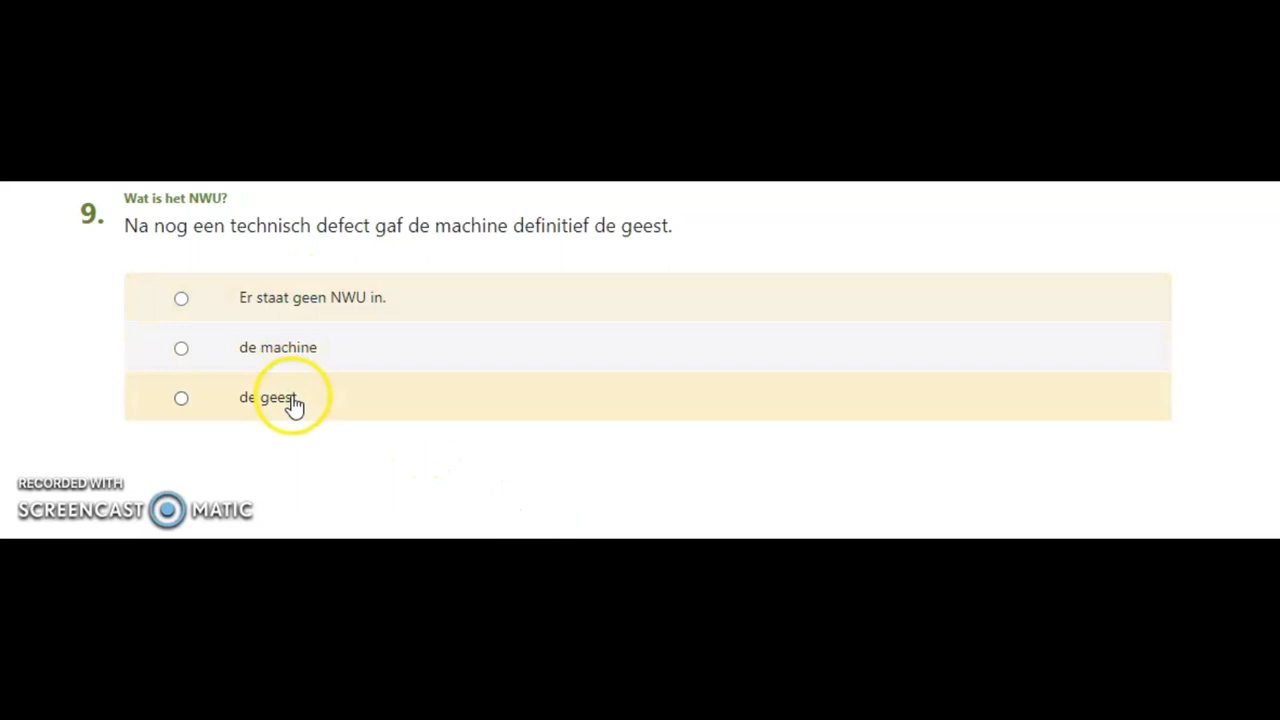 Wat is het NWU?
9.
Na nog een technisch defect gaf de machine definitief de geest.
Er staat geen NWU in.
de machine
de geest
RECORDED WITH
SCREENCAST MATIC